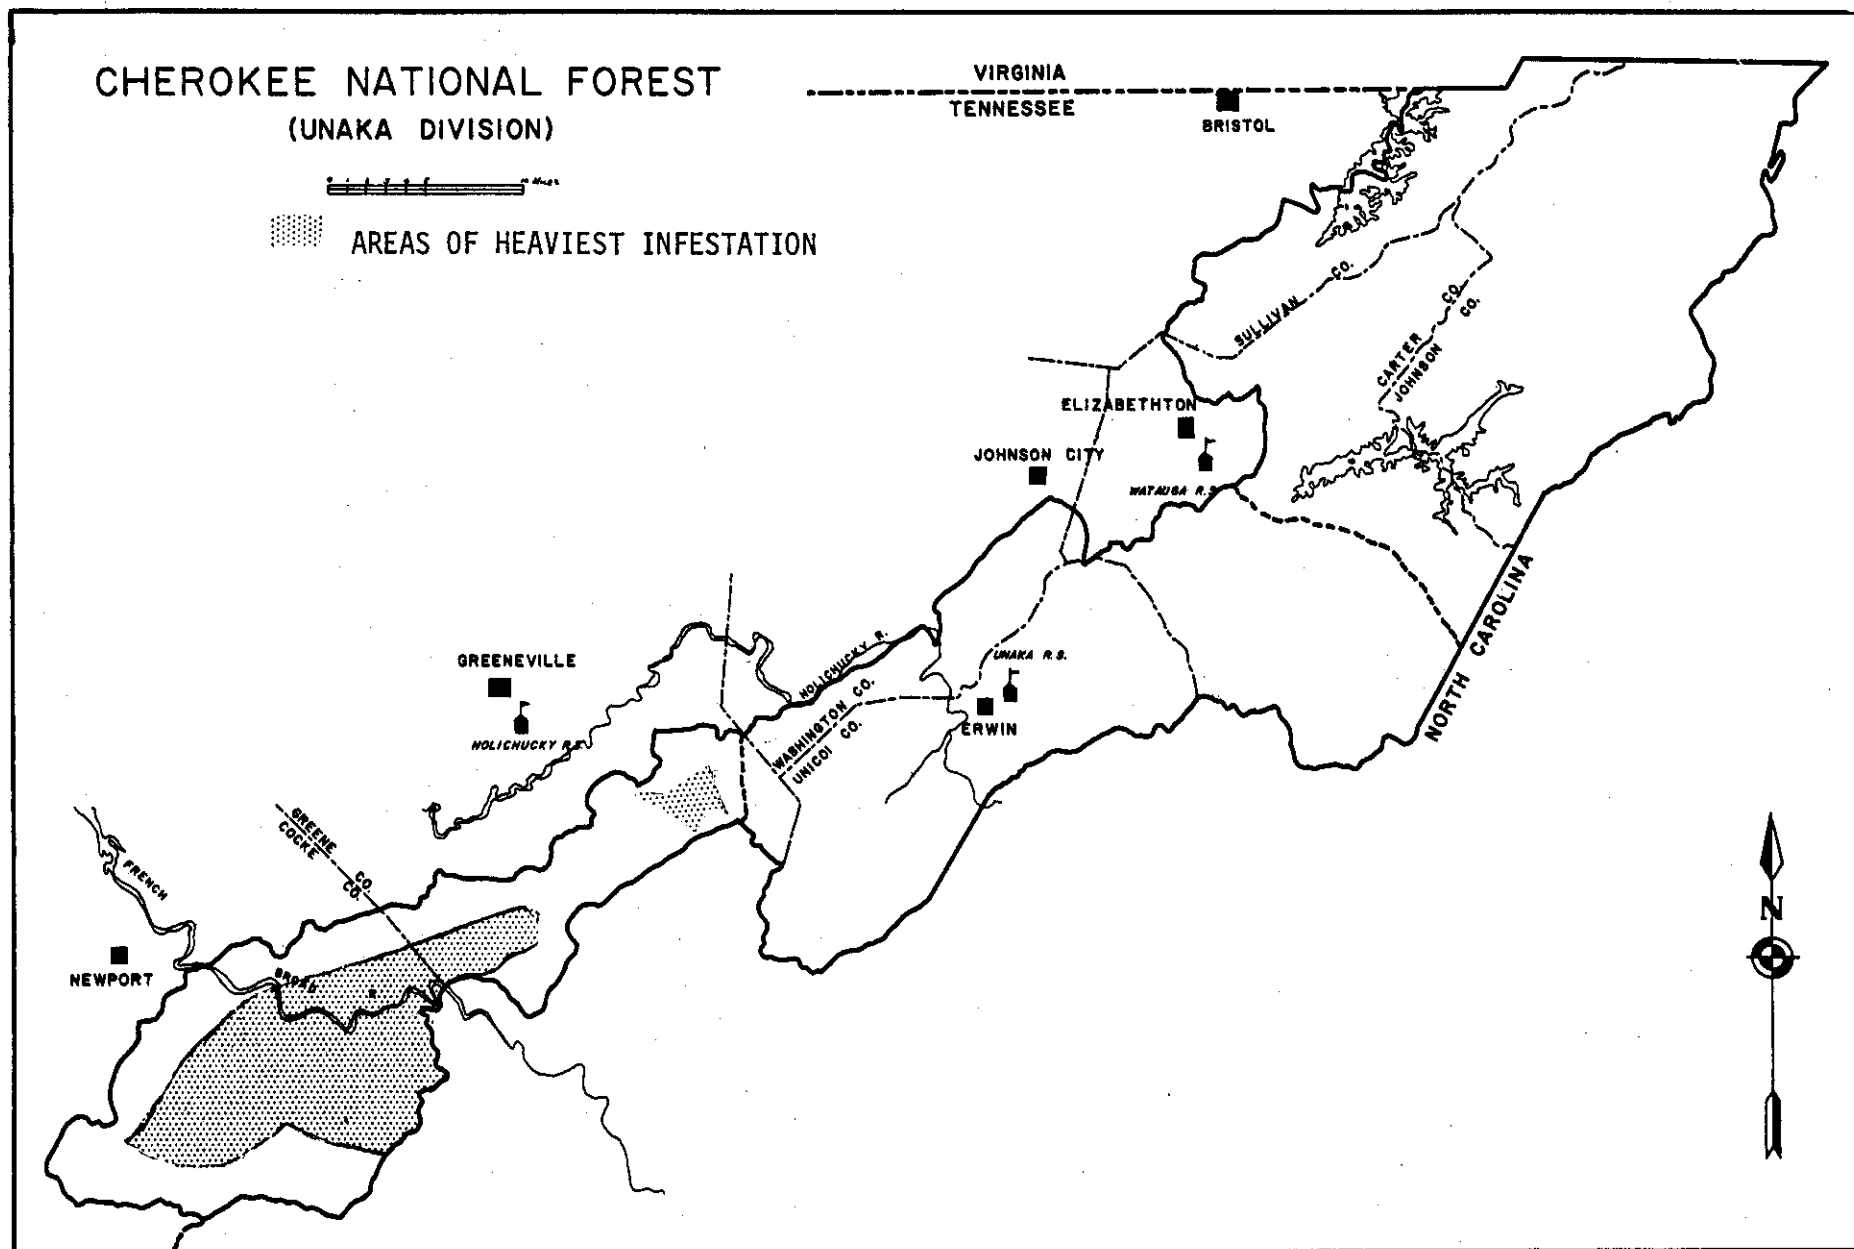 CHEROKEE NATIONAL FOREST
(UNAKA DIVISION)
AREAS OF HEAVIEST INFESTATION
VIRGINIA
TENNESSEE
BRISTOL
SULLIVAN CO.
CARTER CO.
JOHNSON CO.
ELIZABETHTON
JOHNSON CITY
WATAUGA R.S.
NORTH CAROLINA
NOLICHUCKY R.
UNAKA R.S.
GREENEVILLE
NOLICHUCKY R.S.
WASHINGTON CO.
UNICOI CO.
ERWIN
GREENE CO.
COCKE CO.
FRENCH
BROAD
R
NEWPORT
N